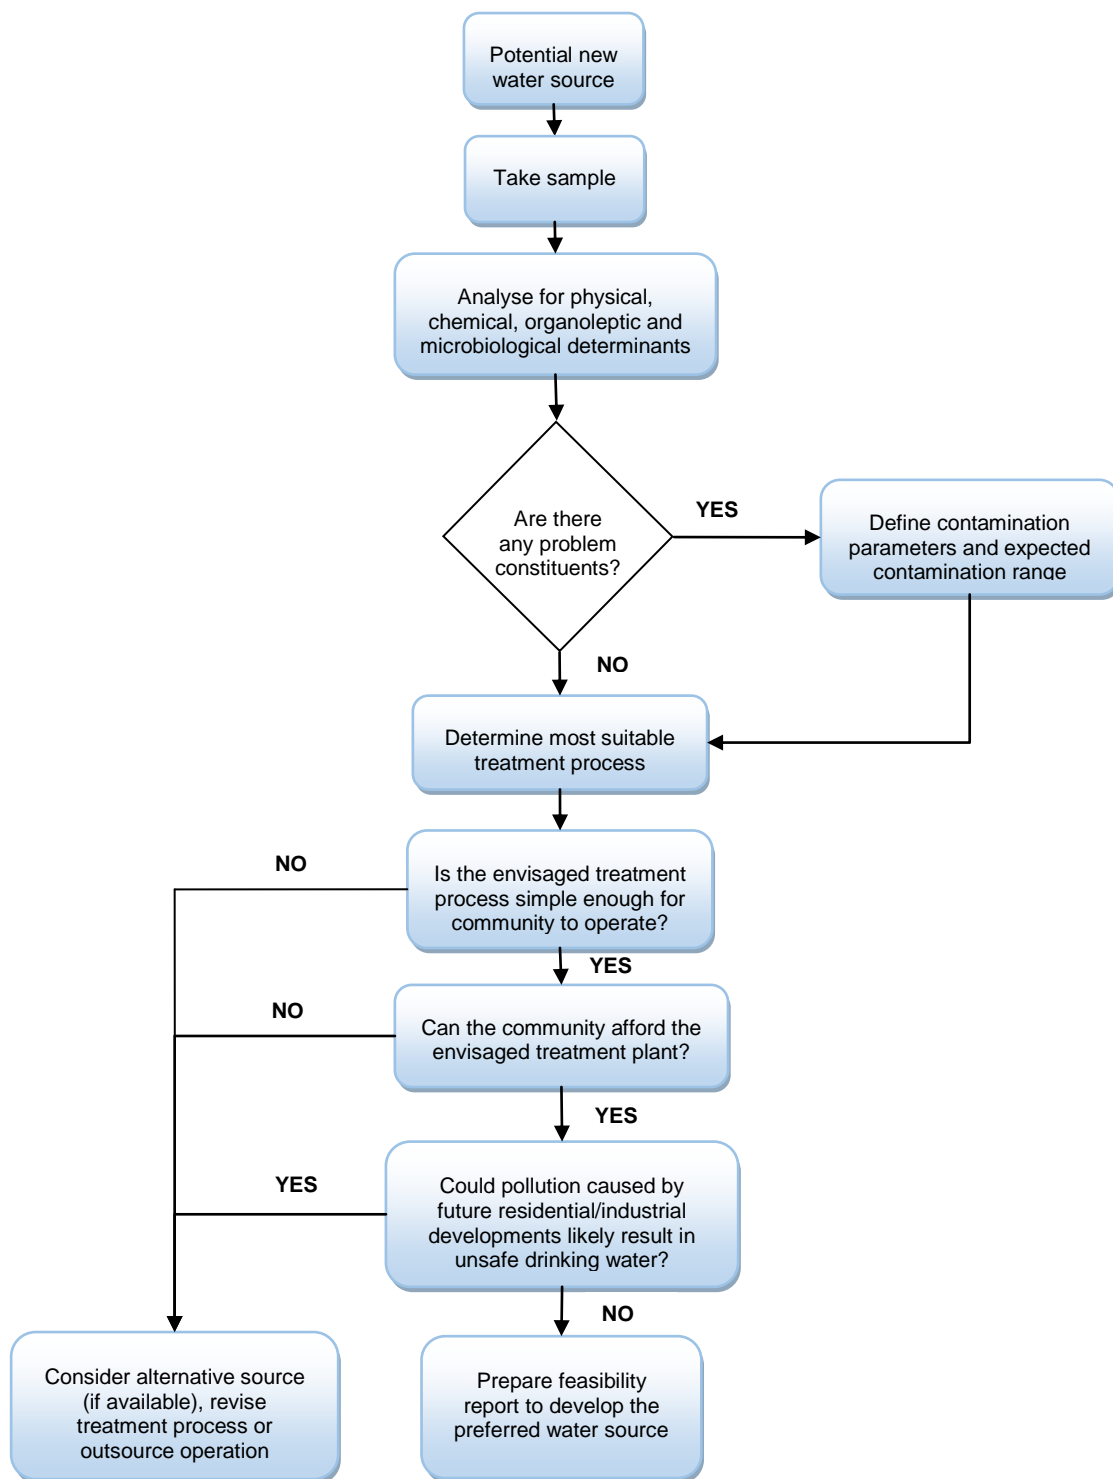 Potential new
water source
Take sample
Analyse for physical,
chemical, organoleptic and
microbiological determinants
Are there
any problem
constituents?
YES
Define contamination
parameters and expected
contamination range
NO
Determine most suitable
treatment process
NO
Is the envisaged treatment
process simple enough for
community to operate?
YES
NO
Can the community afford the
envisaged treatment plant?
YES
YES
Could pollution caused by
future residential/industrial
developments likely result in
unsafe drinking water?
NO
Consider alternative source
(if available), revise
treatment process or
outsource operation
Prepare feasibility
report to develop the
preferred water source